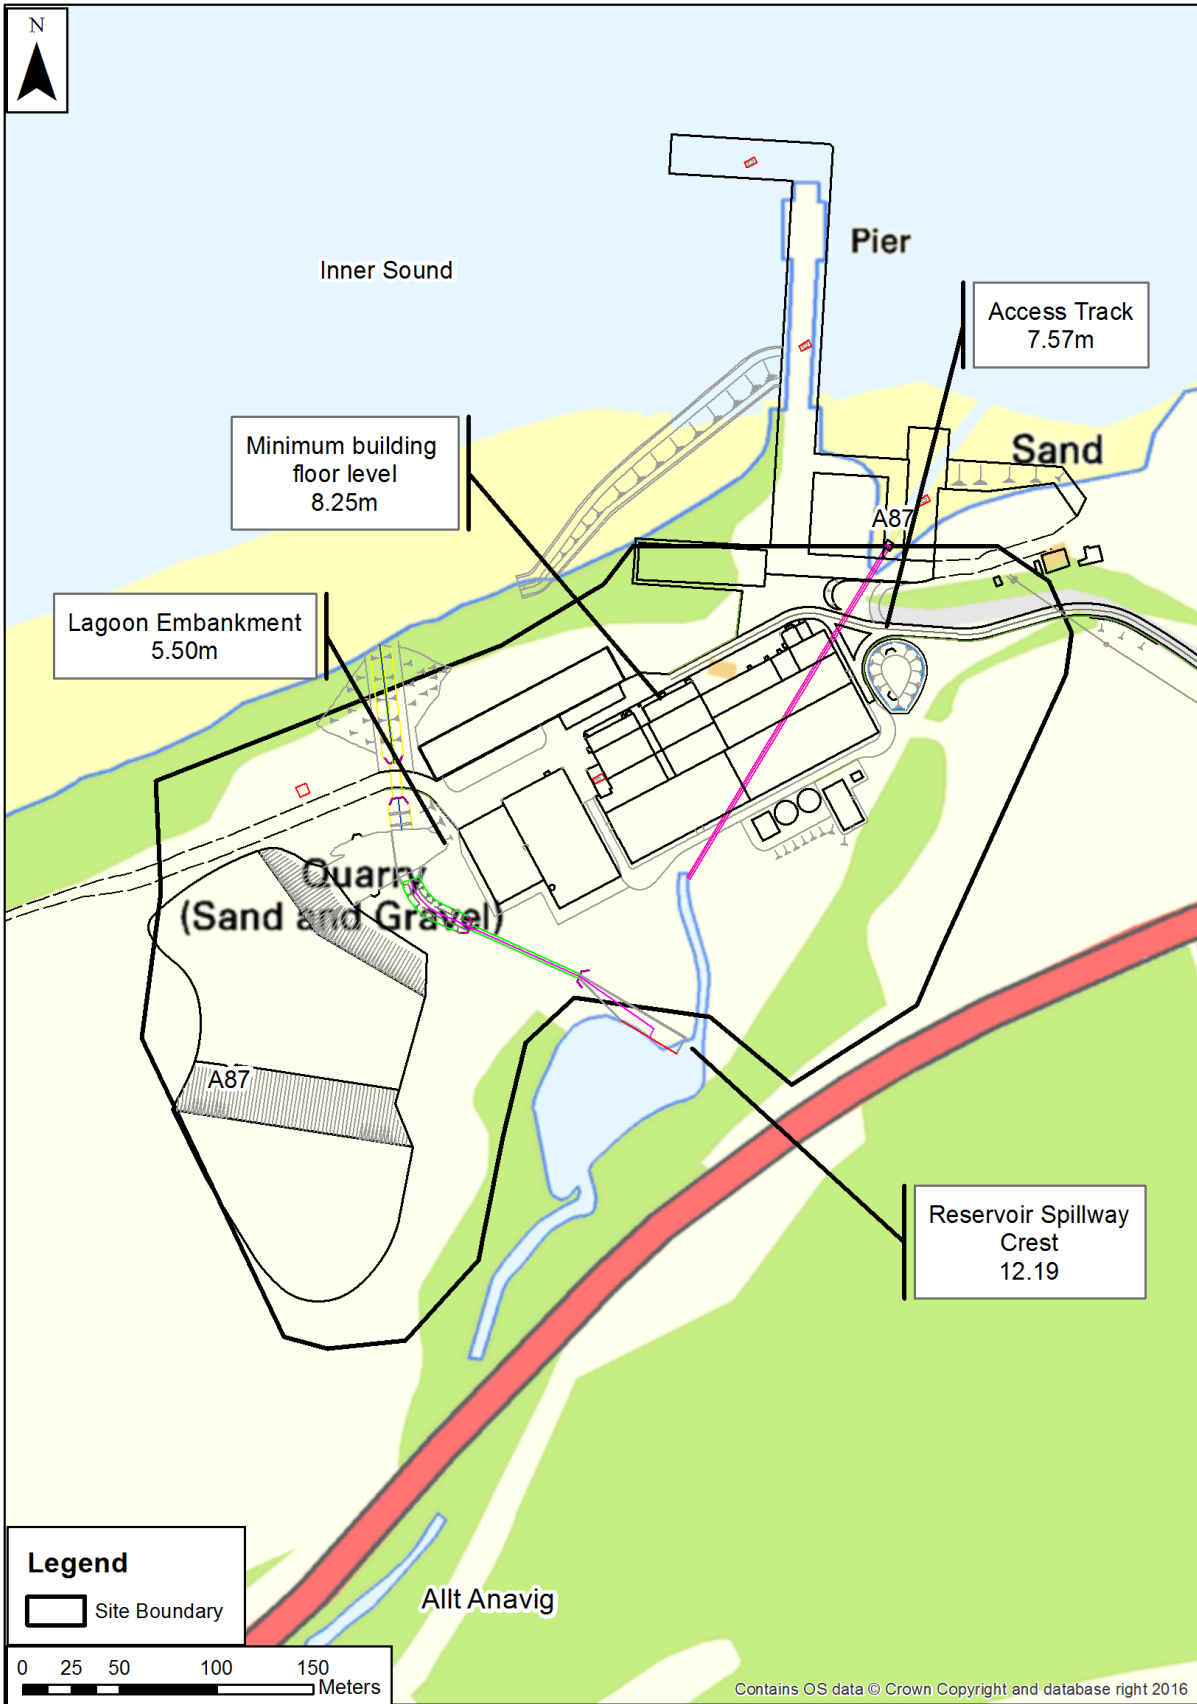 N
Pier
Inner Sound
Access Track
7.57m
Minimum building
floor level
8.25m
Sand
A87
Lagoon Embankment
5.50m
Quarry
(Sand and Gravel)
A87
Reservoir Spillway
Crest
12.19
Legend
Site Boundary
Allt Anavig
0 25 50 100 150
Meters
Contains OS data © Crown Copyright and database right 2016